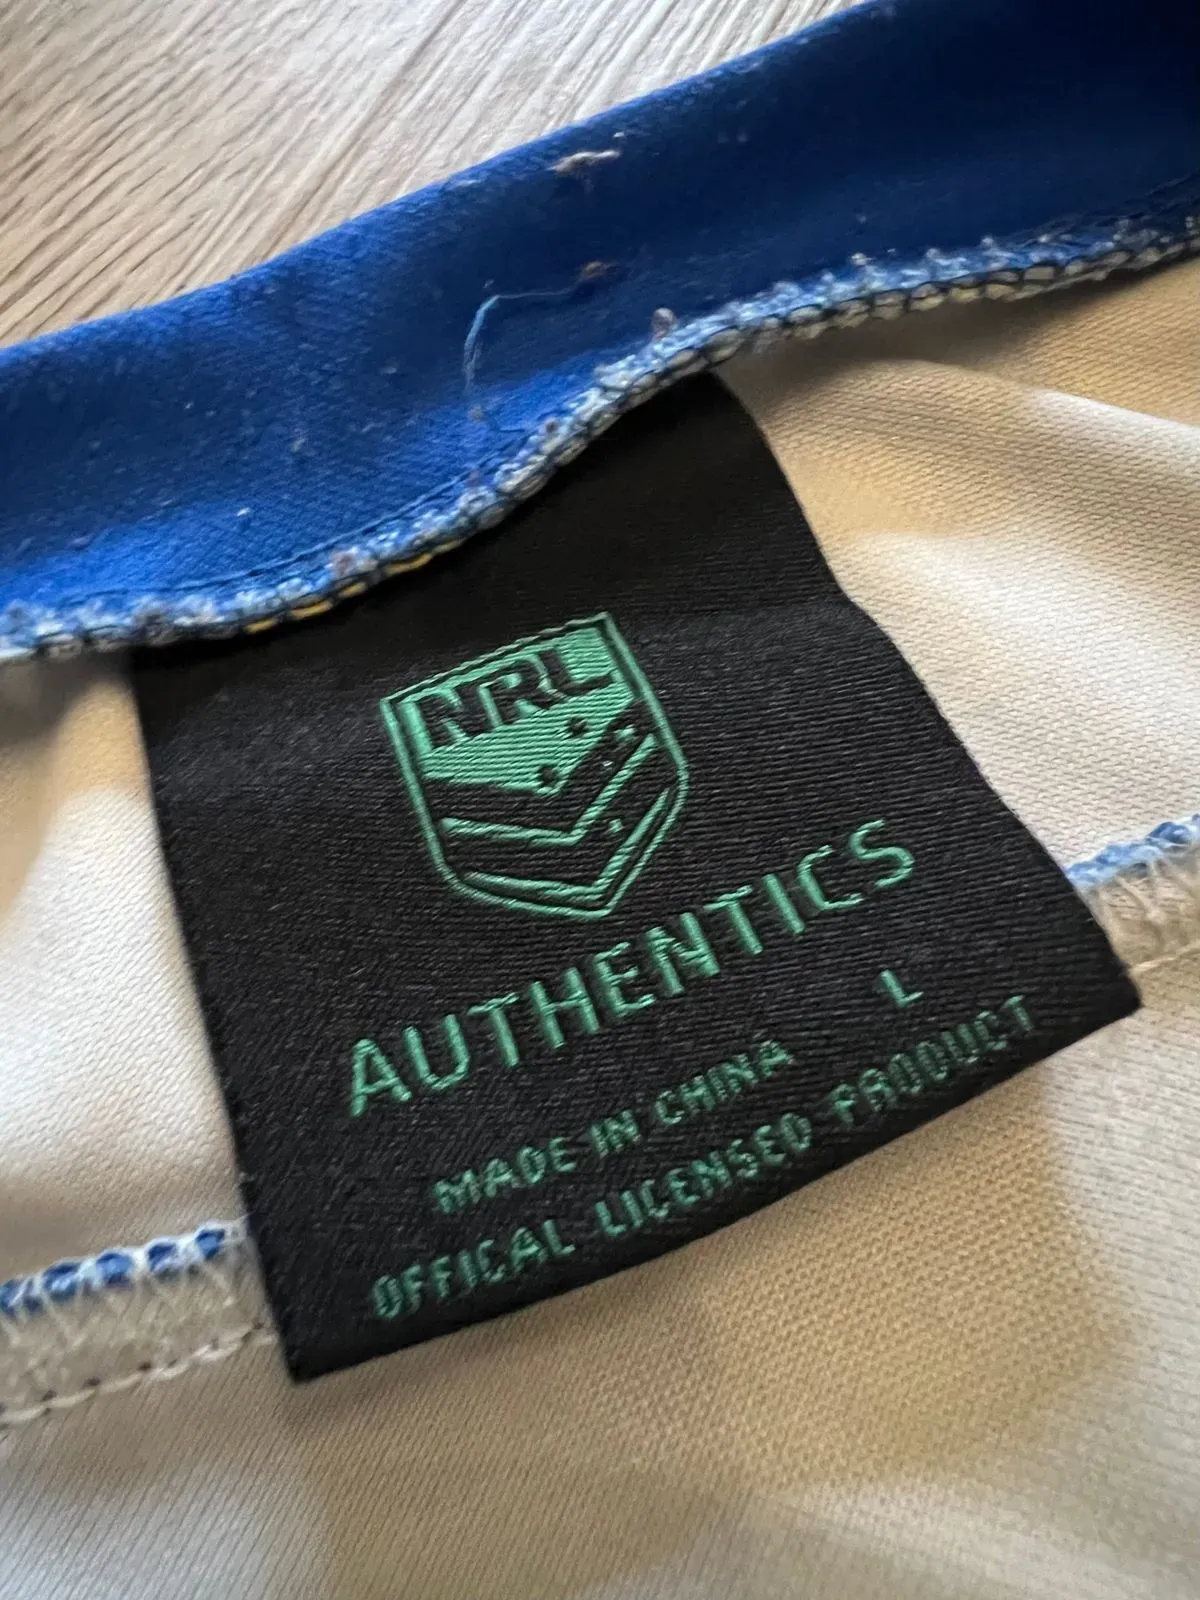 NRL
AUTHENTICS
L
MADE IN CHINA
OFFICAL LICENSED PRODUCT